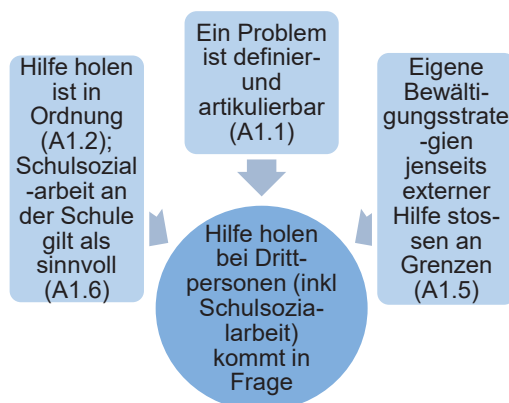 Hilfe holen
ist in
Ordnung
(A1.2);
Schulsozial
-arbeit an
der Schule
gilt als
sinnvoll
(A1.6)
Ein Problem
ist definier-
und
artikulierbar
(A1.1)
Eigene
Bewälti-
gungsstrate
-gien
jenseits
externer
Hilfe stos-
sen an
Grenzen
(A1.5)
Hilfe holen
bei Dritt-
personen (inkl
Schulsozia-
larbeit)
kommt in
Frage